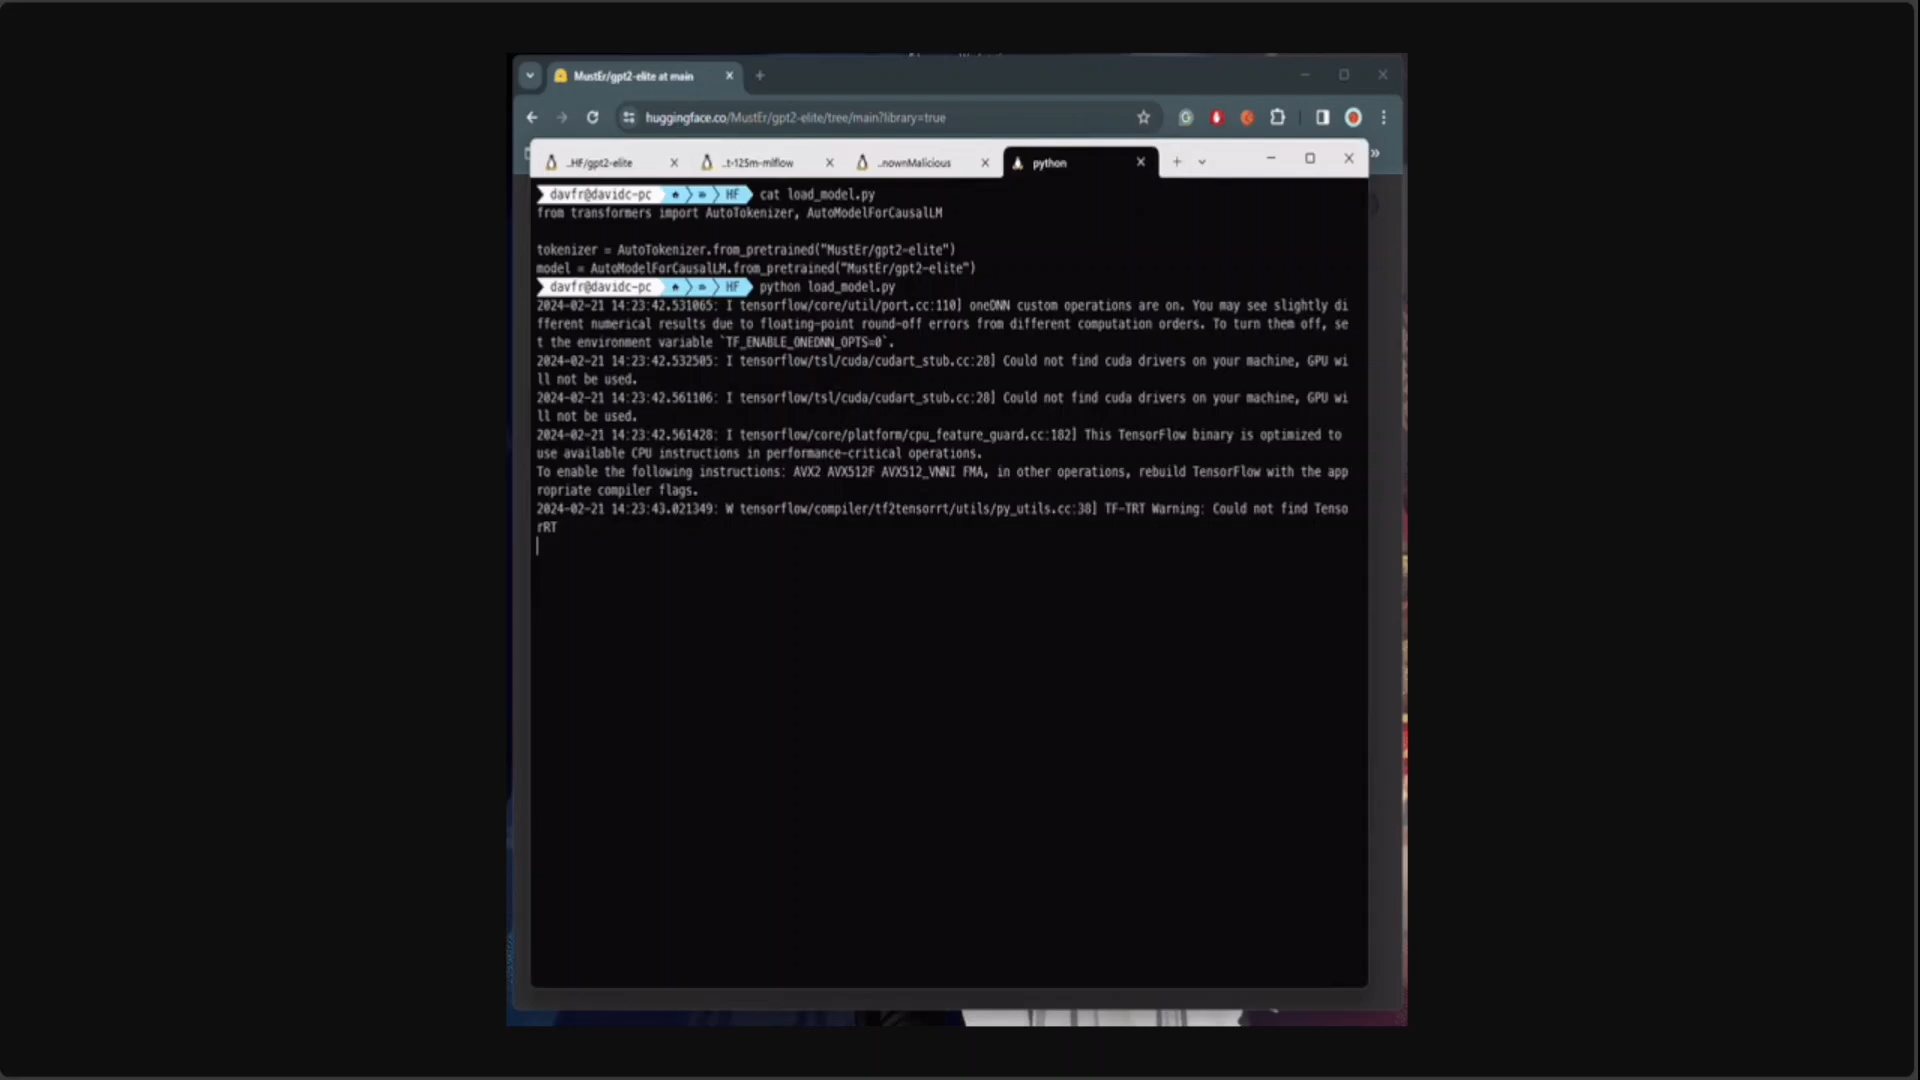 MustEr/gpt2-elite at main
huggingface.co/MustEr/gpt2-elite/tree/main?library=true
..HF/gpt2-elite
..t-125m-mlflow
..nownMalicious
python
davfr@davidc-pc HF cat load_model.py
from transformers import AutoTokenizer, AutoModelForCausalLM
tokenizer = AutoTokenizer.from_pretrained("MustEr/gpt2-elite")
model = AutoModelForCausalLM.from_pretrained("MustEr/gpt2-elite")
davfr@davidc-pc HF python load_model.py
2024-02-21 14:23:42.531065: I tensorflow/core/util/port.cc:110] oneDNN custom operations are on. You may see slightly di
fferent numerical results due to floating-point round-off errors from different computation orders. To turn them off, se
t the environment variable `TF_ENABLE_ONEDNN_OPTS=0`.
2024-02-21 14:23:42.532505: I tensorflow/tsl/cuda/cudart_stub.cc:28] Could not find cuda drivers on your machine, GPU wi
ll not be used.
2024-02-21 14:23:42.561106: I tensorflow/tsl/cuda/cudart_stub.cc:28] Could not find cuda drivers on your machine, GPU wi
ll not be used.
2024-02-21 14:23:42.561428: I tensorflow/core/platform/cpu_feature_guard.cc:182] This TensorFlow binary is optimized to
use available CPU instructions in performance-critical operations.
To enable the following instructions: AVX2 AVX512F AVX512_VNNI FMA, in other operations, rebuild TensorFlow with the app
ropriate compiler flags.
2024-02-21 14:23:43.021349: W tensorflow/compiler/tf2tensorrt/utils/py_utils.cc:38] TF-TRT Warning: Could not find Tenso
rRT